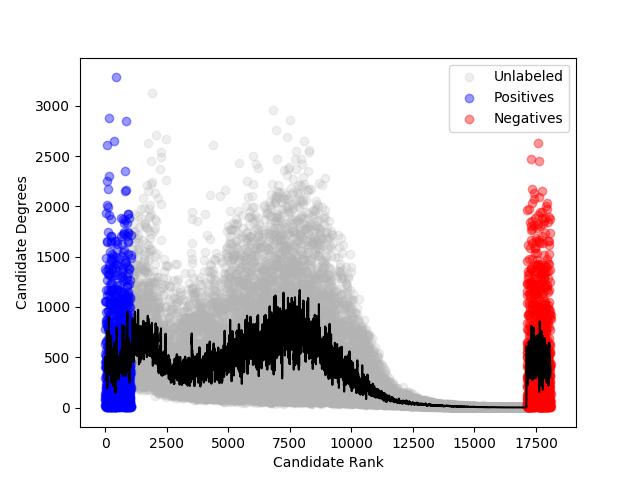 Unlabeled
Positives
Negatives
3000
2500
2000
1500
1000
500
0
Candidate Degrees
0 2500 5000 7500 10000 12500 15000 17500
Candidate Rank